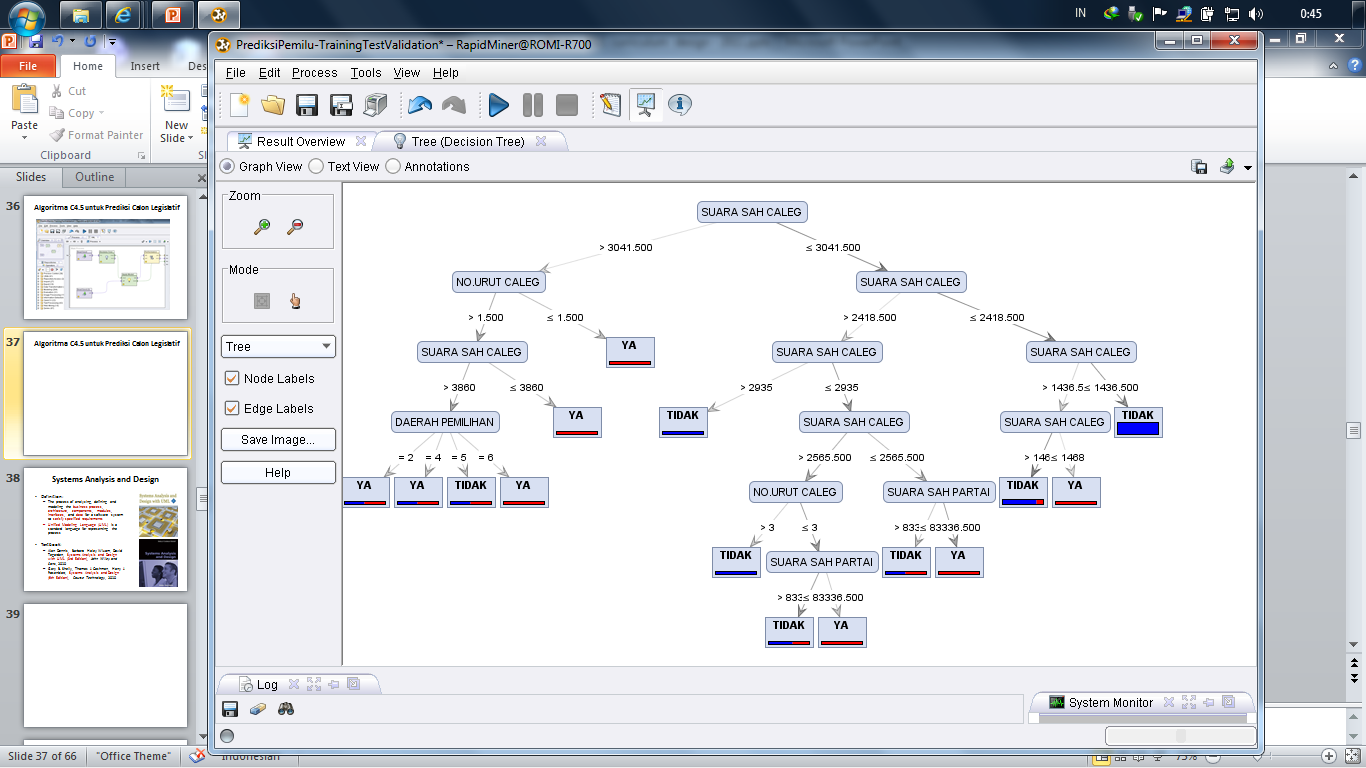 IN
0:45
PrediksiPemilu-TrainingTestValidation* – RapidMiner@ROMI-R700
File
Home
Insert
Des
Paste
Cut
Copy
Format Painter
New
Slide
Clipboard
Sl
Slides
Outline
36
Algoritma C4.5 untuk Prediksi Calon Legislatif
37
Algoritma C4.5 untuk Prediksi Calon Legislatif
38
Systems Analysis and Design
39
File Edit Process Tools View Help
Result Overview
Tree (Decision Tree)
Graph View
Text View
Annotations
Zoom
Mode
Tree
Node Labels
Edge Labels
Save Image...
Help
SUARA SAH CALEG
> 3041.500
≤ 3041.500
NO.URUT CALEG
SUARA SAH CALEG
> 1.500
≤ 1.500
> 2418.500
≤ 2418.500
SUARA SAH CALEG
YA
SUARA SAH CALEG
SUARA SAH CALEG
> 3860
≤ 3860
> 2935
≤ 2935
> 1436.5
≤ 1436.500
DAERAH PEMILIHAN
YA
TIDAK
SUARA SAH CALEG
SUARA SAH CALEG
TIDAK
= 2
= 4
= 5
= 6
> 2565.500
≤ 2565.500
> 146
≤ 1468
YA
YA
TIDAK
YA
NO.URUT CALEG
SUARA SAH PARTAI
TIDAK
YA
> 3
≤ 3
> 833
≤ 83336.500
TIDAK
SUARA SAH PARTAI
TIDAK
YA
> 833
≤ 83336.500
TIDAK
YA
Log
System Monitor
Slide 37 of 66
"Office Theme"
Indonesian
75%